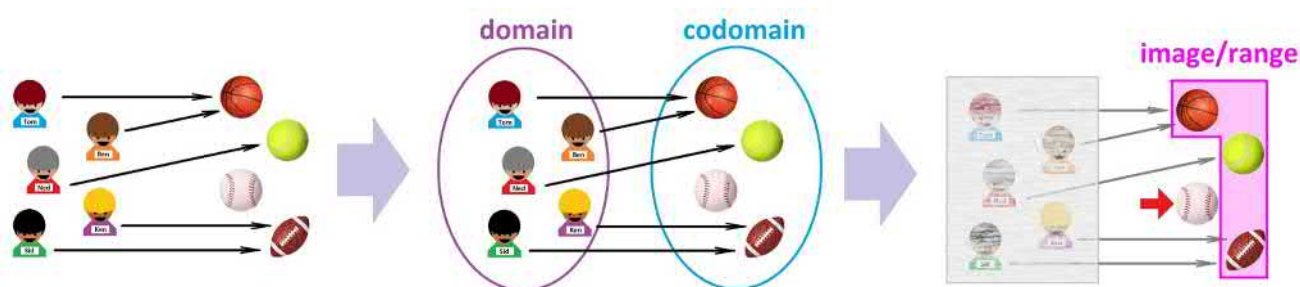 Tom
Ben
Ned
Ken
Sid
domain
codomain
Tom
Ben
Ned
Ken
Sid
image/range